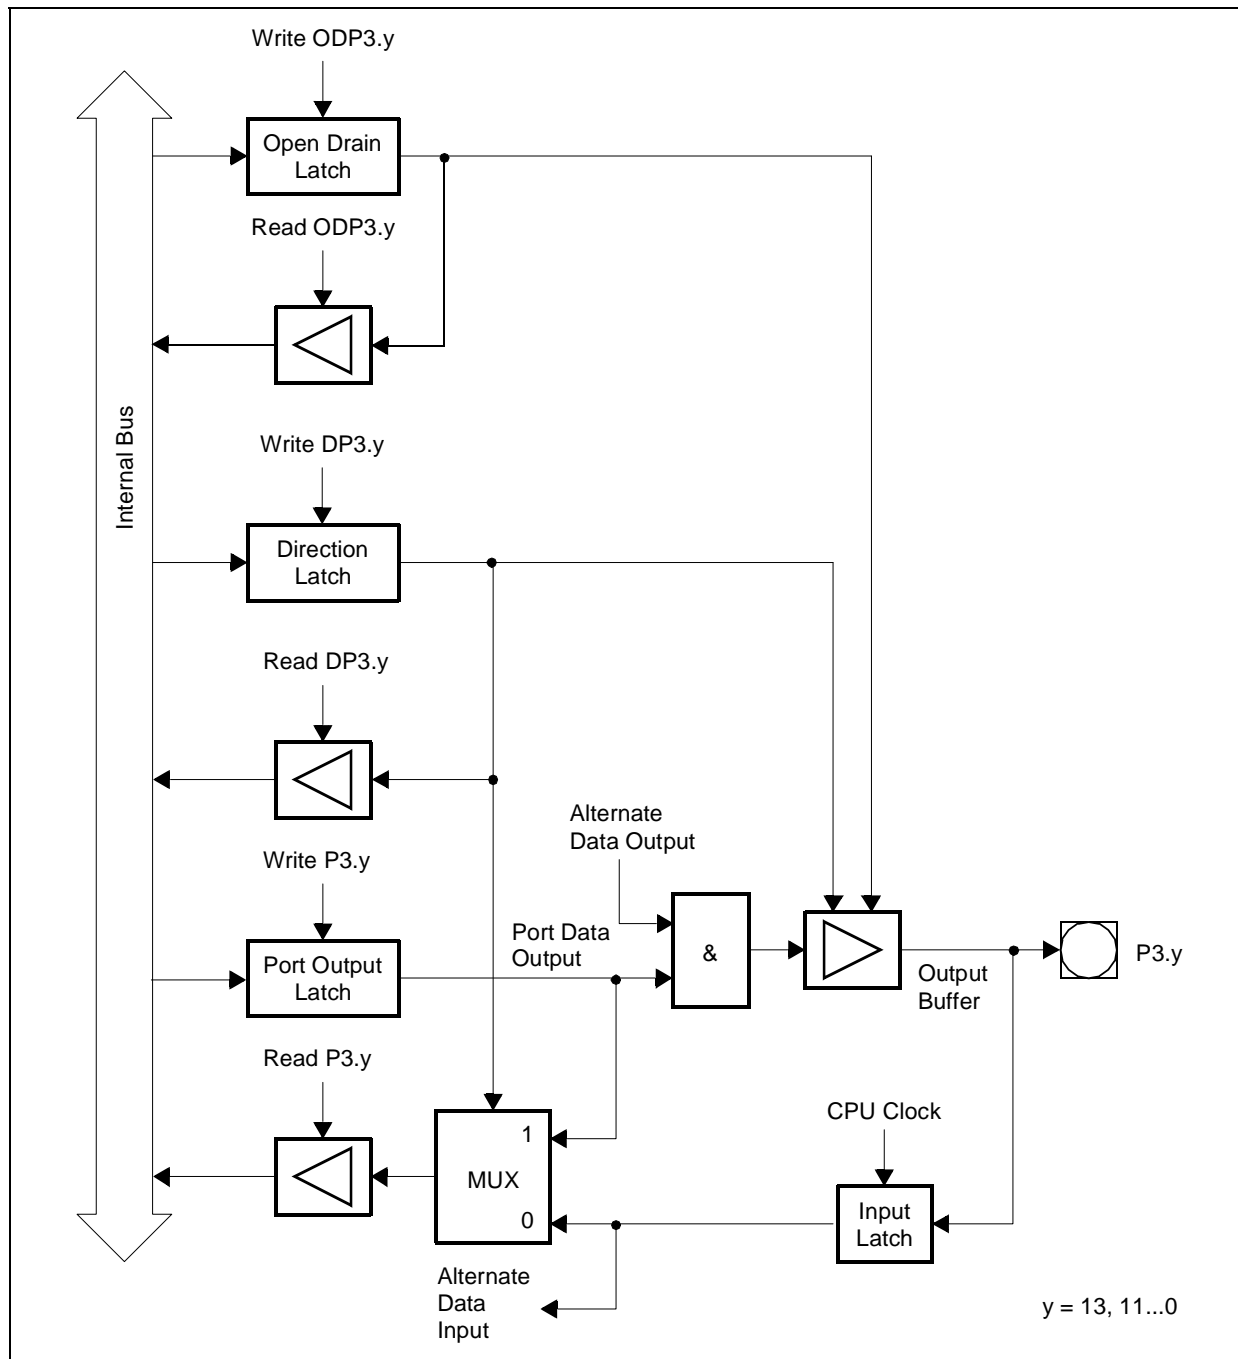 Write ODP3.y
Open Drain
Latch
Read ODP3.y
Internal Bus
Write DP3.y
Direction
Latch
Read DP3.y
Alternate
Data Output
Write P3.y
Port Data
Output
Port Output
Latch
&
Output
Buffer
P3.y
Read P3.y
CPU Clock
1
MUX
0
Input
Latch
Alternate
Data
Input
y = 13, 11...0